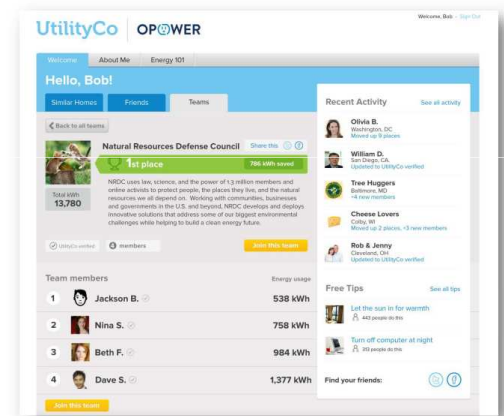 Welcome, Bob - Sign Out
UtilityCo OPOWER
Welcome About Me Energy 101
Hello, Bob!
Similar Homes Friends Teams
Back to all teams
Natural Resources Defense Council Share this
1st place 786 kWh saved
NRDC uses law, science, and the power of 1.3 million members and
online activists to protect people, the places they live, and the natural
resources we all depend on. Working with communities, businesses
and governments in the U.S. and beyond, NRDC develops and deploys
innovative solutions that address some of our biggest environmental
challenges while helping to build a clean energy future.
Total kWh
13,780
UtilityCo verified 4 members Join this team
Team members Energy usage
1 Jackson B. 538 kWh
2 Nina S. 758 kWh
3 Beth F. 984 kWh
4 Dave S. 1,377 kWh
Join this team
Recent Activity See all activity
Olivia B.
Washington, DC
Moved up 9 places
William D.
San Diego, CA.
Updated to UtilityCo verified
Tree Huggers
Baltimore, MD
+4 new members
Cheese Lovers
Colby, WI
Moved up 2 places, +3 new members
Rob & Jenny
Cleveland, OH
Updated to UtilityCo verified
Free Tips See all tips
Let the sun in for warmth
443 people do this
Turn off computer at night
213 people do this
Find your friends: